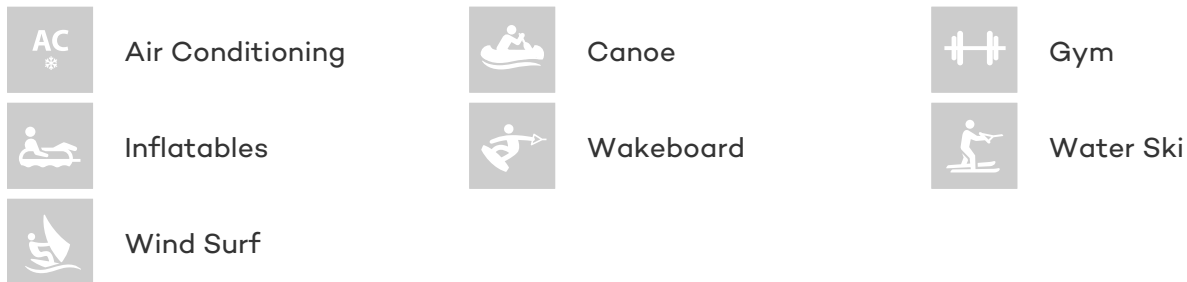 AC
Air Conditioning
Canoe
Gym
Inflatables
Wakeboard
Water Ski
Wind Surf